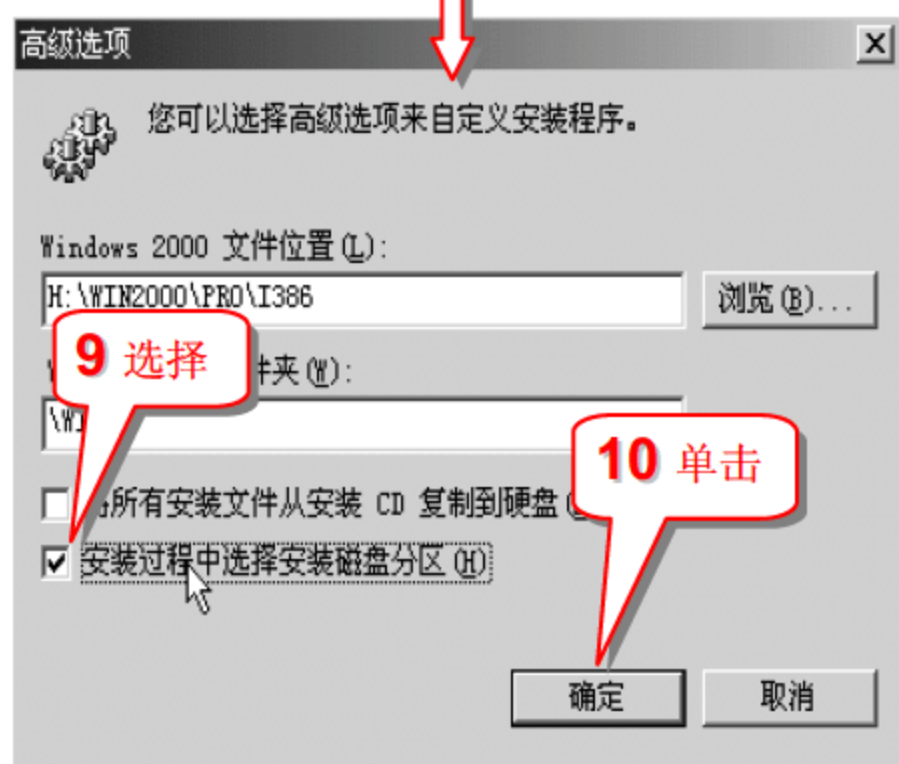 高级选项
您可以选择高级选项来自定义安装程序。
Windows 2000 文件位置(L):
H:\WIN2000\PRO\I386
浏览(B)...
9 选择
件夹(W):
\WI
10 单击
所有安装文件从安装 CD 复制到硬盘
安装过程中选择安装磁盘分区(H)
确定
取消